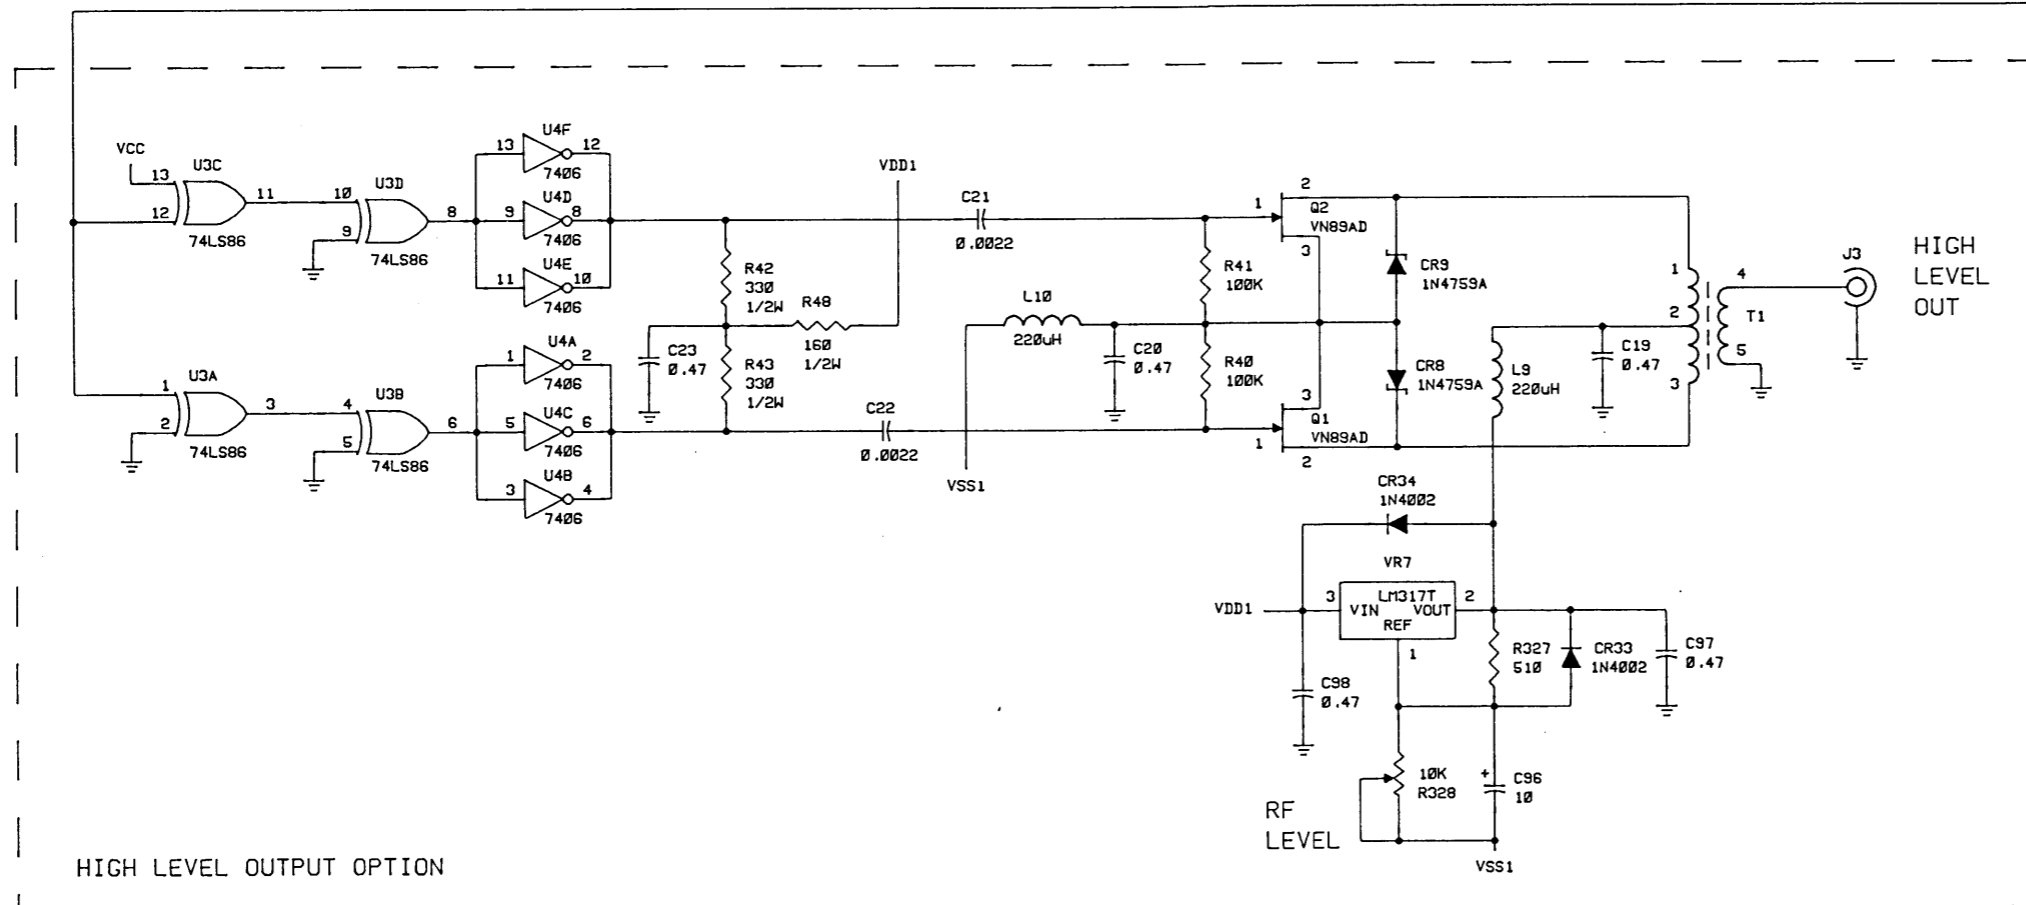 VCC
U3C
13
12
11
74LS86
U3D
10
9
8
74LS86
U4F
13
12
7406
U4D
9
8
7406
U4E
11
10
7406
R42
330
1/2W
R48
160
1/2W
VDD1
C21
0.0022
C23
0.47
R43
330
1/2W
U3A
1
2
3
74LS86
U3B
4
5
6
74LS86
U4A
1
2
7406
U4C
5
6
7406
U4B
3
4
7406
C22
0.0022
L10
220uH
VSS1
C20
0.47
R41
100K
R40
100K
1
2
Q2
VN89AD
3
3
Q1
VN89AD
1
2
CR9
1N4759A
CR8
1N4759A
L9
220uH
C19
0.47
1
2
3
4
5
T1
J3
HIGH
LEVEL
OUT
CR34
1N4002
VR7
VDD1
3
LM317T
VIN
VOUT
REF
2
1
C98
0.47
R327
510
CR33
1N4002
C97
0.47
10K
R328
+
C96
10
RF
LEVEL
VSS1
HIGH LEVEL OUTPUT OPTION